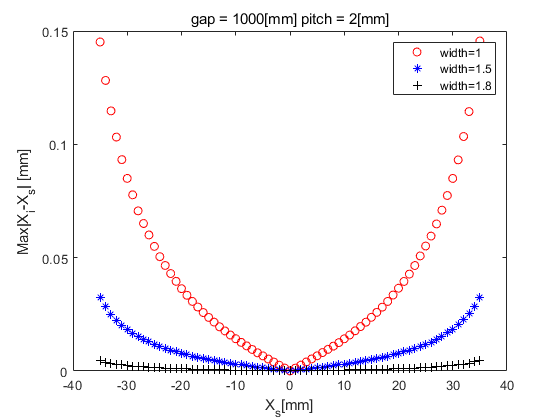 gap = 1000[mm] pitch = 2[mm]
0.15
width=1
width=1.5
width=1.8
0.1
Max|X_i-X_s| [mm]
0.05
0
-40 -30 -20 -10 0 10 20 30 40
X_s[mm]